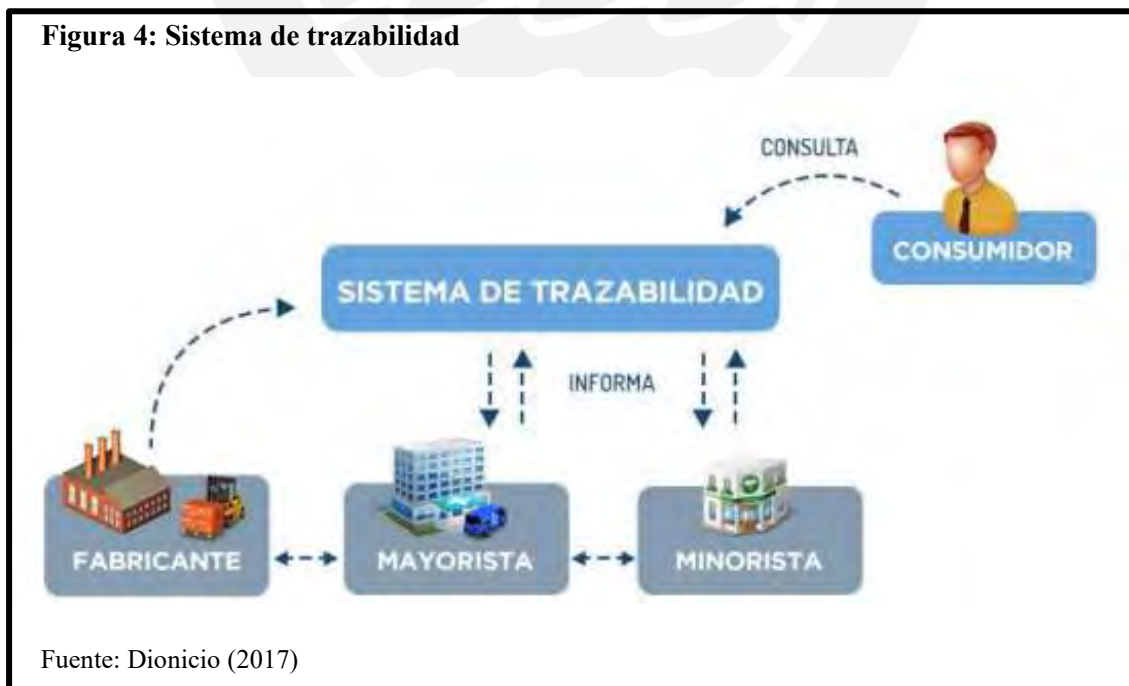 Figura 4: Sistema de trazabilidad
CONSULTA
CONSUMIDOR
SISTEMA DE TRAZABILIDAD
INFORMA
FABRICANTE
MAYORISTA
MINORISTA
Fuente: Dionicio (2017)